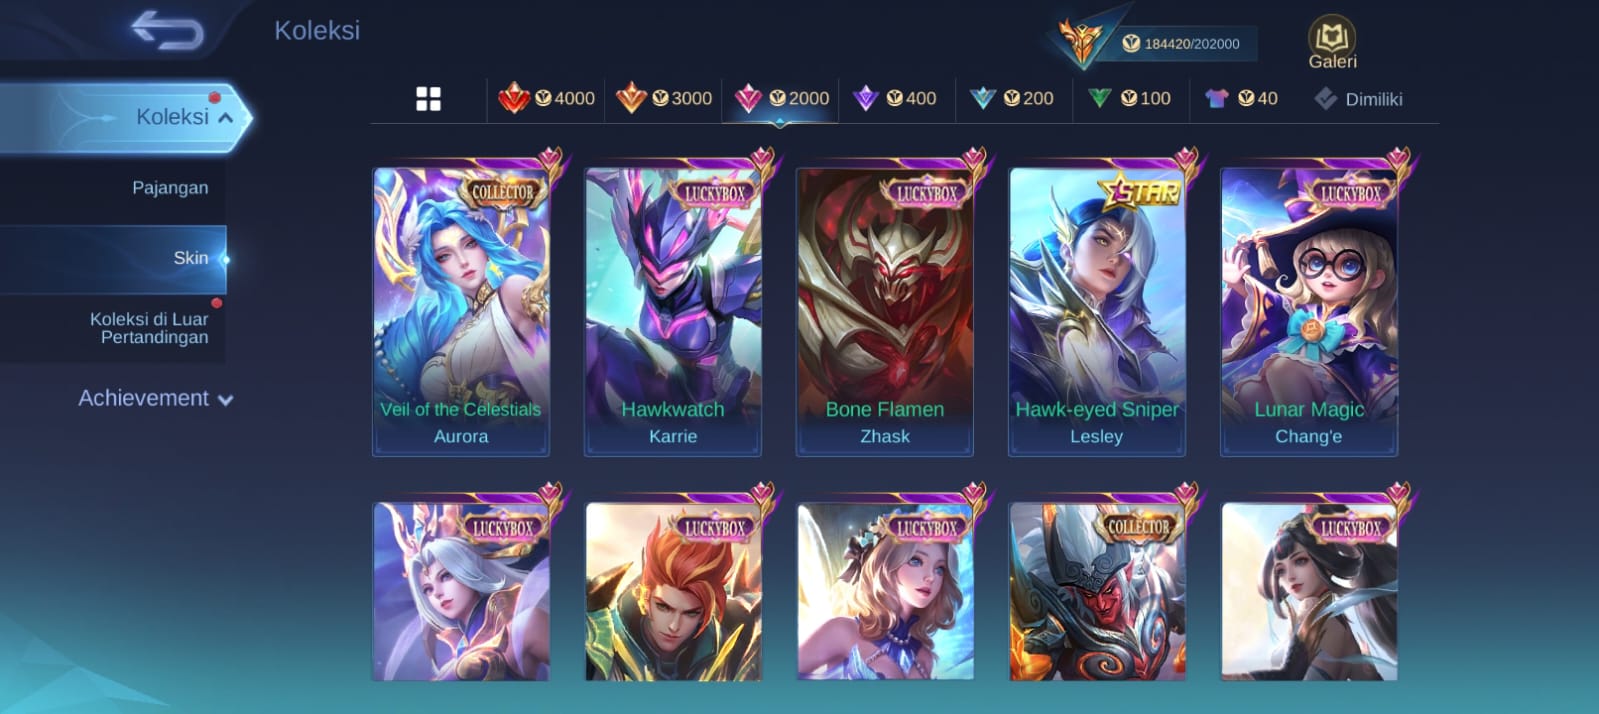 Koleksi
184420/202000
Galeri
4000
3000
2000
400
200
100
40
Dimiliki
Koleksi
Pajangan
Skin
Koleksi di Luar
Pertandingan
Achievement
COLLECTOR
LUCKYBOX
LUCKYBOX
STAR
LUCKYBOX
Veil of the Celestials
Hawkwatch
Bone Flamen
Hawk-eyed Sniper
Lunar Magic
Aurora
Karrie
Zhask
Lesley
Chang'e
LUCKYBOX
LUCKYBOX
LUCKYBOX
COLLECTOR
LUCKYBOX